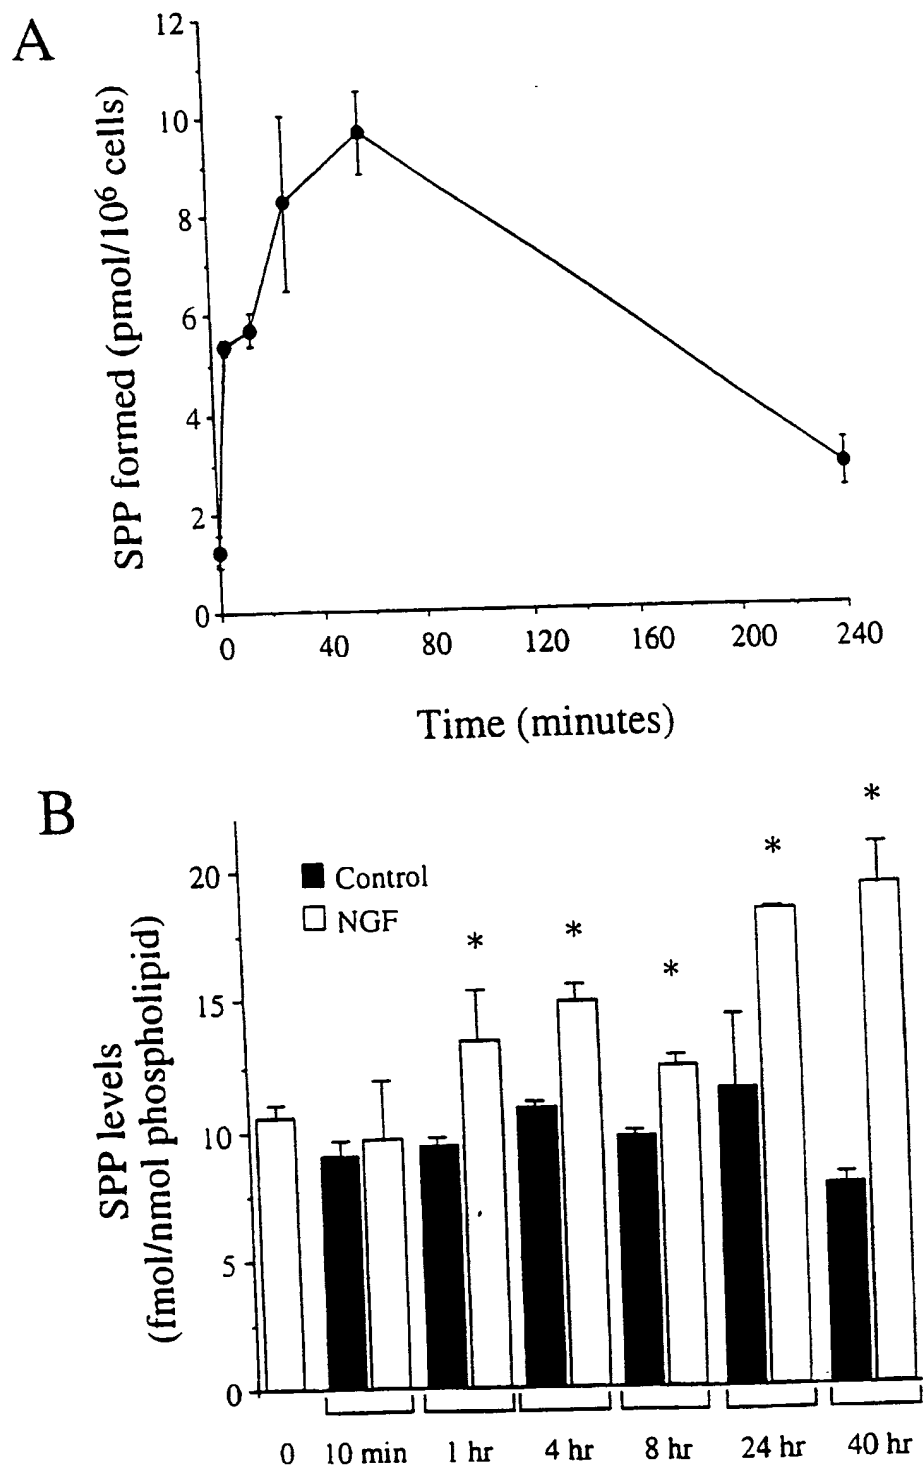 A
SPP formed (pmol/10⁶ cells)
12
10
8
6
4
2
0
0 40 80 120 160 200 240
Time (minutes)
B
SPP levels
(fmol/nmol phospholipid)
20
15
10
5
0
Control
NGF
* * * * *
0 10 min 1 hr 4 hr 8 hr 24 hr 40 hr